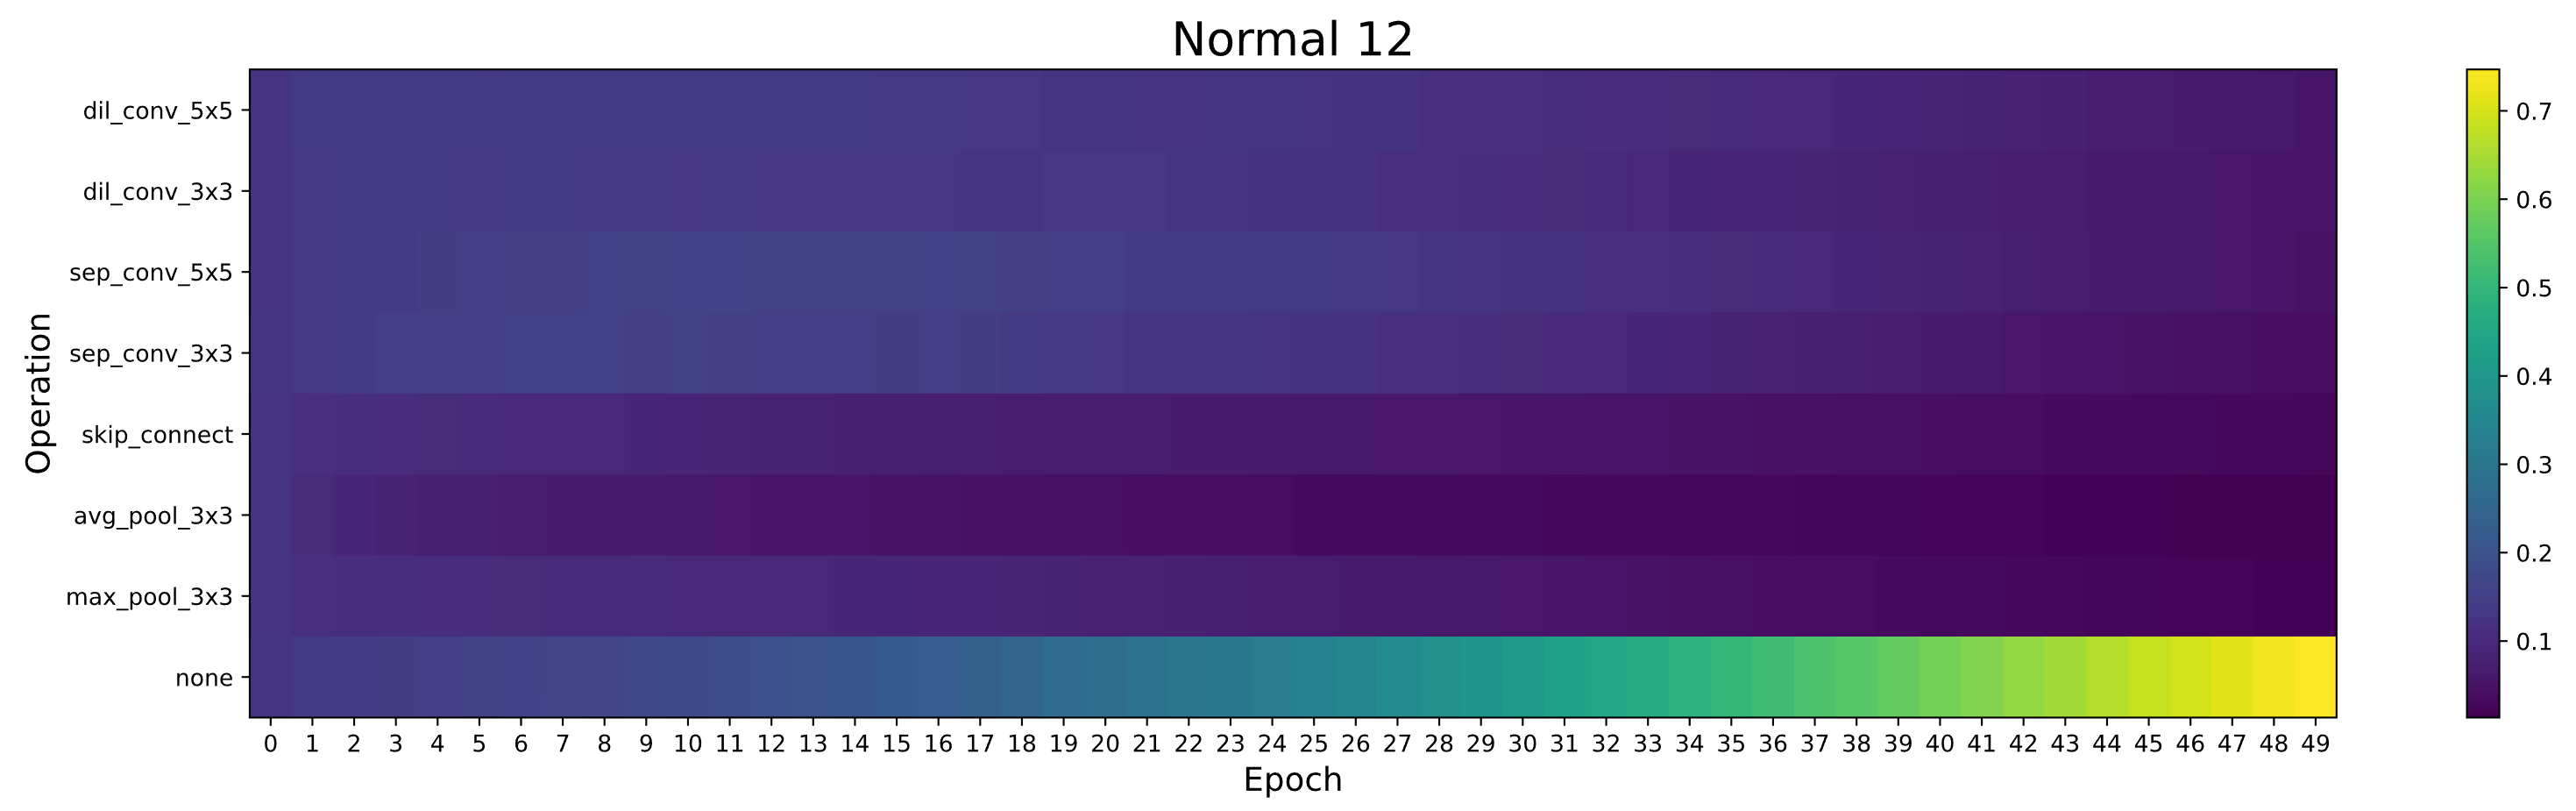 Normal 12
Operation
dil_conv_5x5
dil_conv_3x3
sep_conv_5x5
sep_conv_3x3
skip_connect
avg_pool_3x3
max_pool_3x3
none
0 1 2 3 4 5 6 7 8 9 10 11 12 13 14 15 16 17 18 19 20 21 22 23 24 25 26 27 28 29 30 31 32 33 34 35 36 37 38 39 40 41 42 43 44 45 46 47 48 49
Epoch
0.7
0.6
0.5
0.4
0.3
0.2
0.1